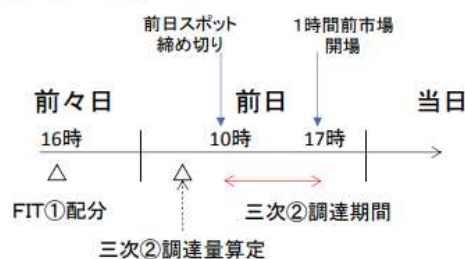 前日スポット
締め切り
1時間前市場
開場
前々日
前日
当日
16時
10時
17時
FIT①配分
三次②調達期間
三次②調達量算定